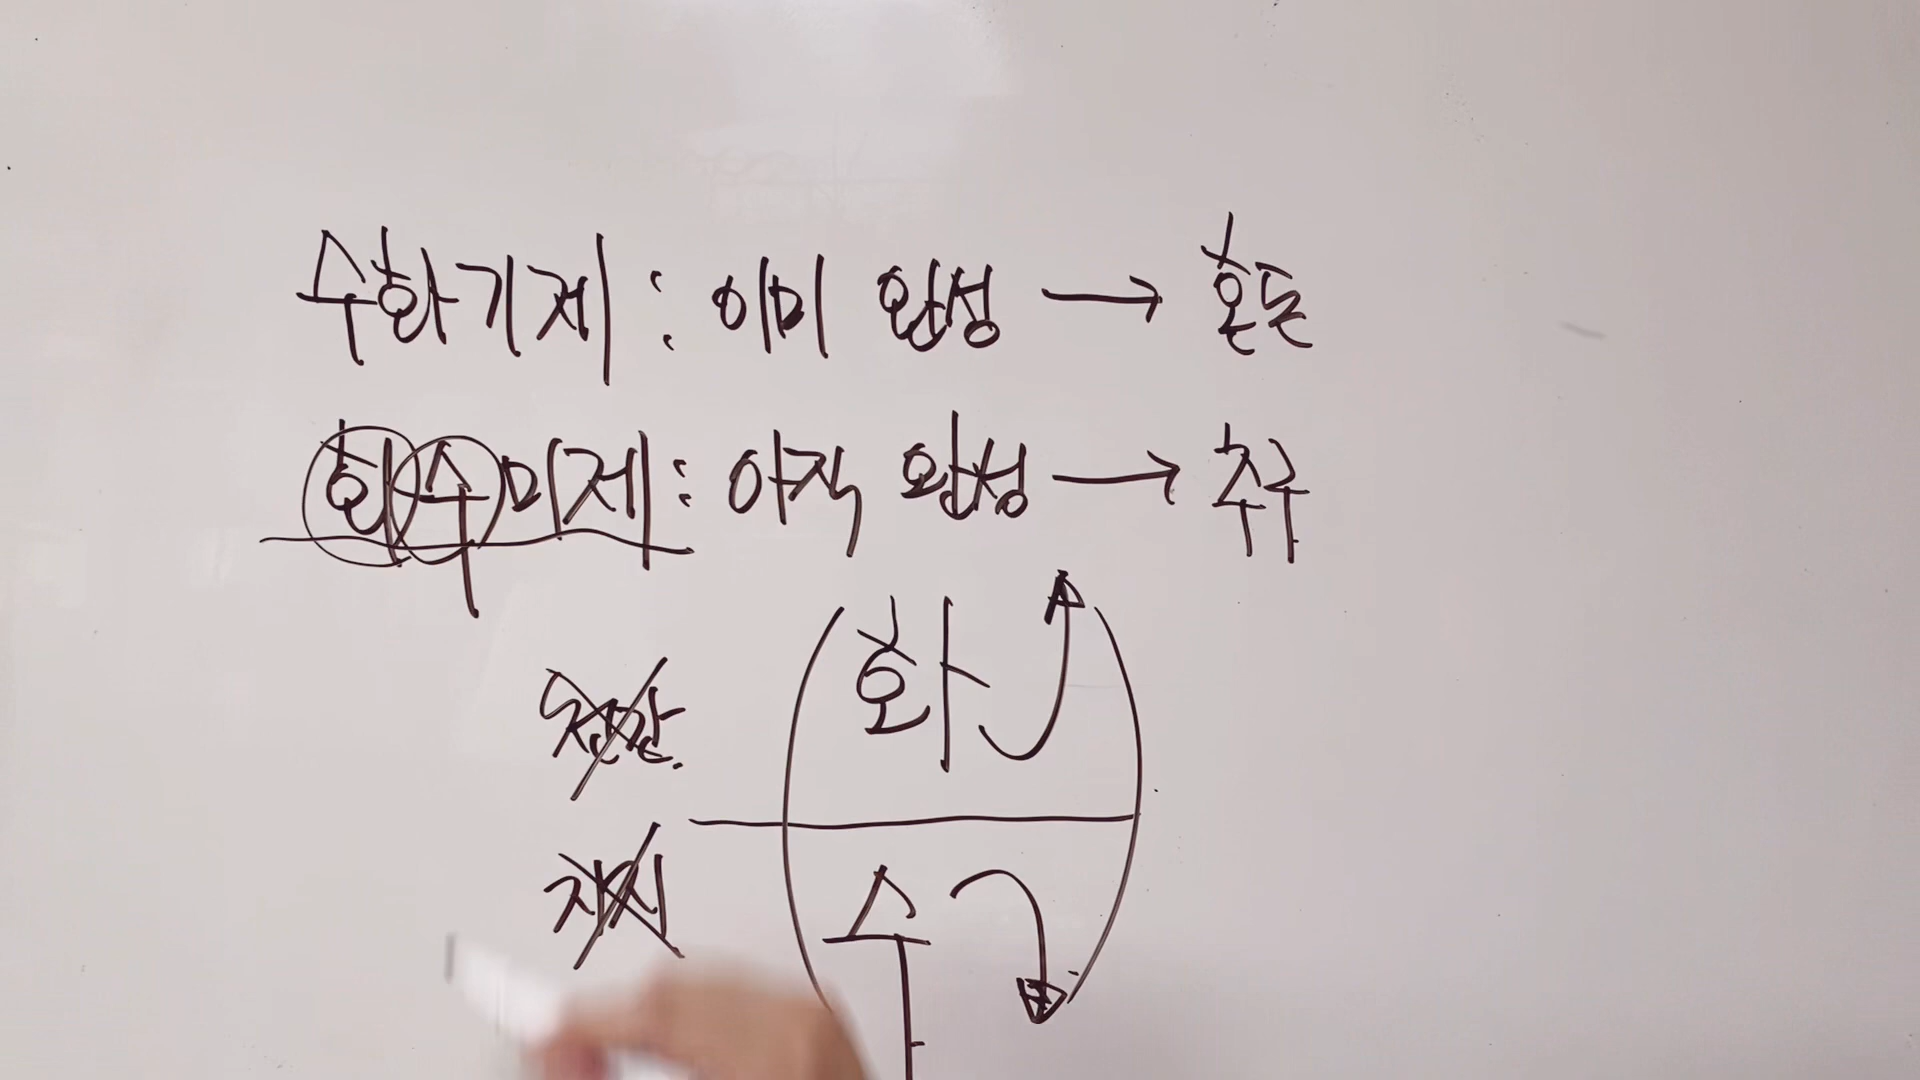 수화기제 : 이미 완성 → 혼돈
화수미제 : 아직 완성 → 추구
천간.
화
지지
수